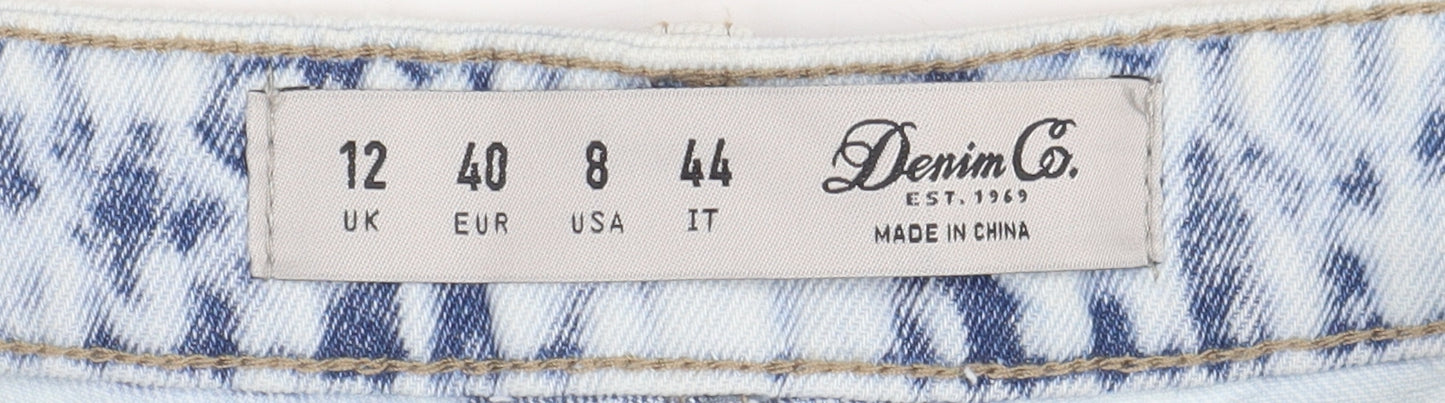 12 40 8 44
UK EUR USA IT
Denim Co.
EST. 1969
MADE IN CHINA